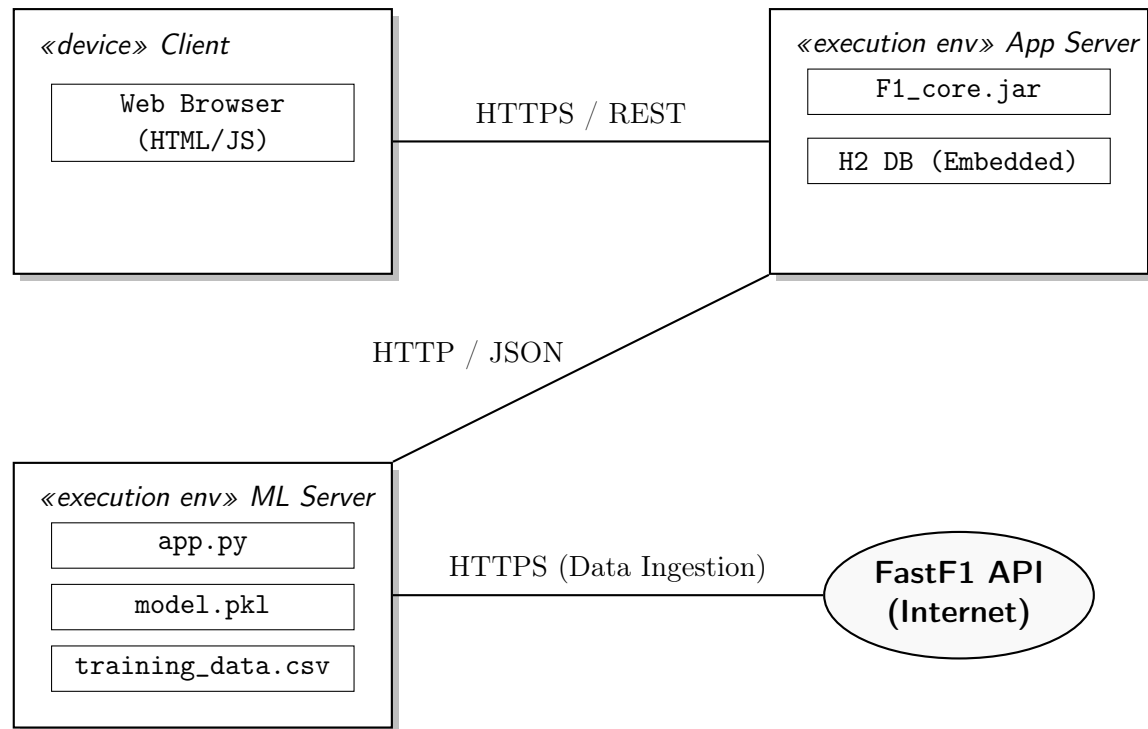 «device» Client
Web Browser
(HTML/JS)
HTTPS / REST
«execution env» App Server
F1_core.jar
H2 DB (Embedded)
HTTP / JSON
«execution env» ML Server
app.py
model.pkl
training_data.csv
HTTPS (Data Ingestion)
FastF1 API
(Internet)